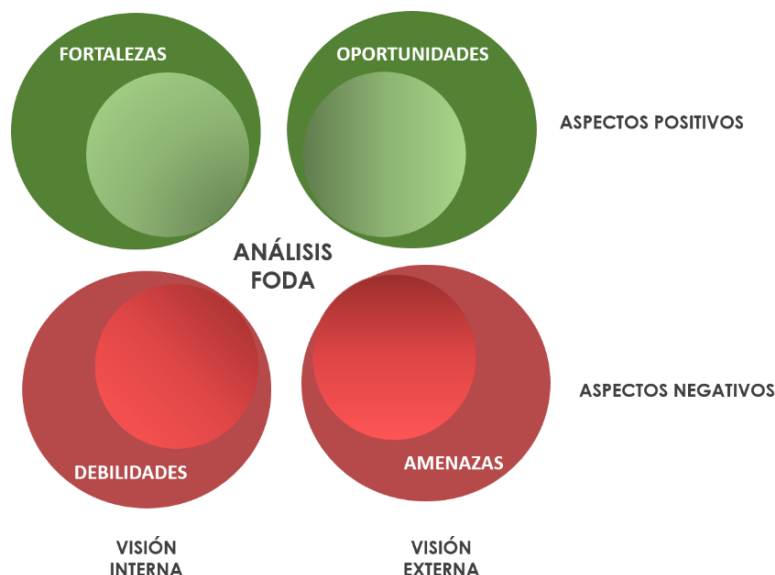 FORTALEZAS
OPORTUNIDADES
ASPECTOS POSITIVOS
ANÁLISIS
FODA
ASPECTOS NEGATIVOS
DEBILIDADES
AMENAZAS
VISIÓN
INTERNA
VISIÓN
EXTERNA